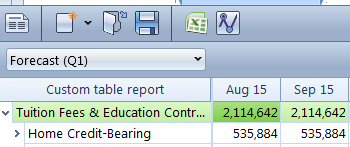 Forecast (Q1)
Custom table report Aug 15 Sep 15
Tuition Fees & Education Contr... 2,114,642 2,114,642
Home Credit-Bearing 535,884 535,884